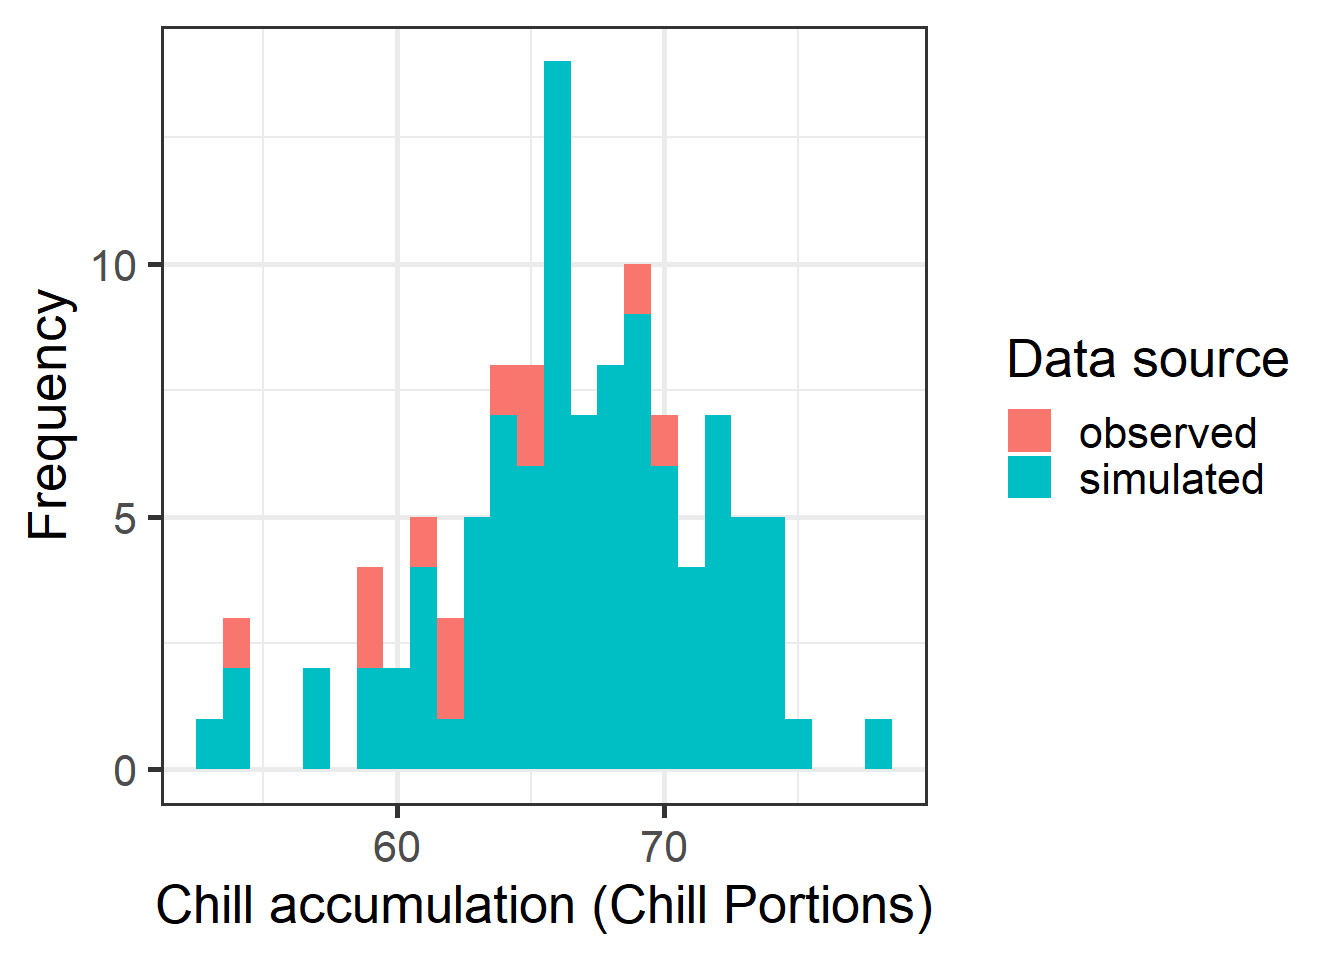 Frequency
10
5
0
60 70
Chill accumulation (Chill Portions)
Data source
observed
simulated